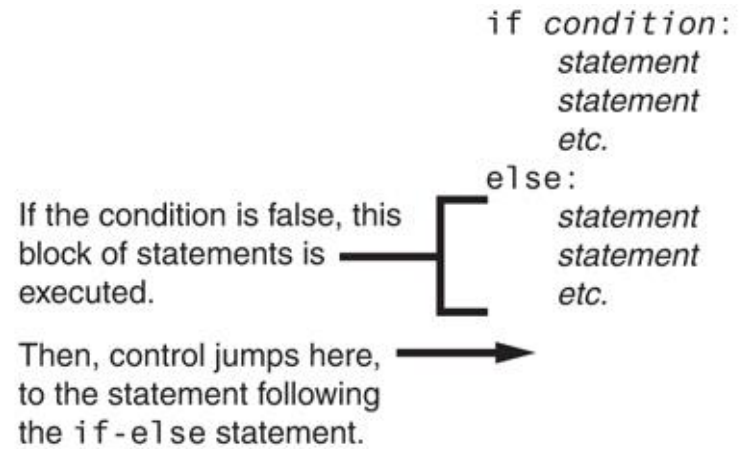 if condition:
statement
statement
etc.
else:
statement
statement
etc.
If the condition is false, this
block of statements is
executed.
Then, control jumps here,
to the statement following
the if-else statement.